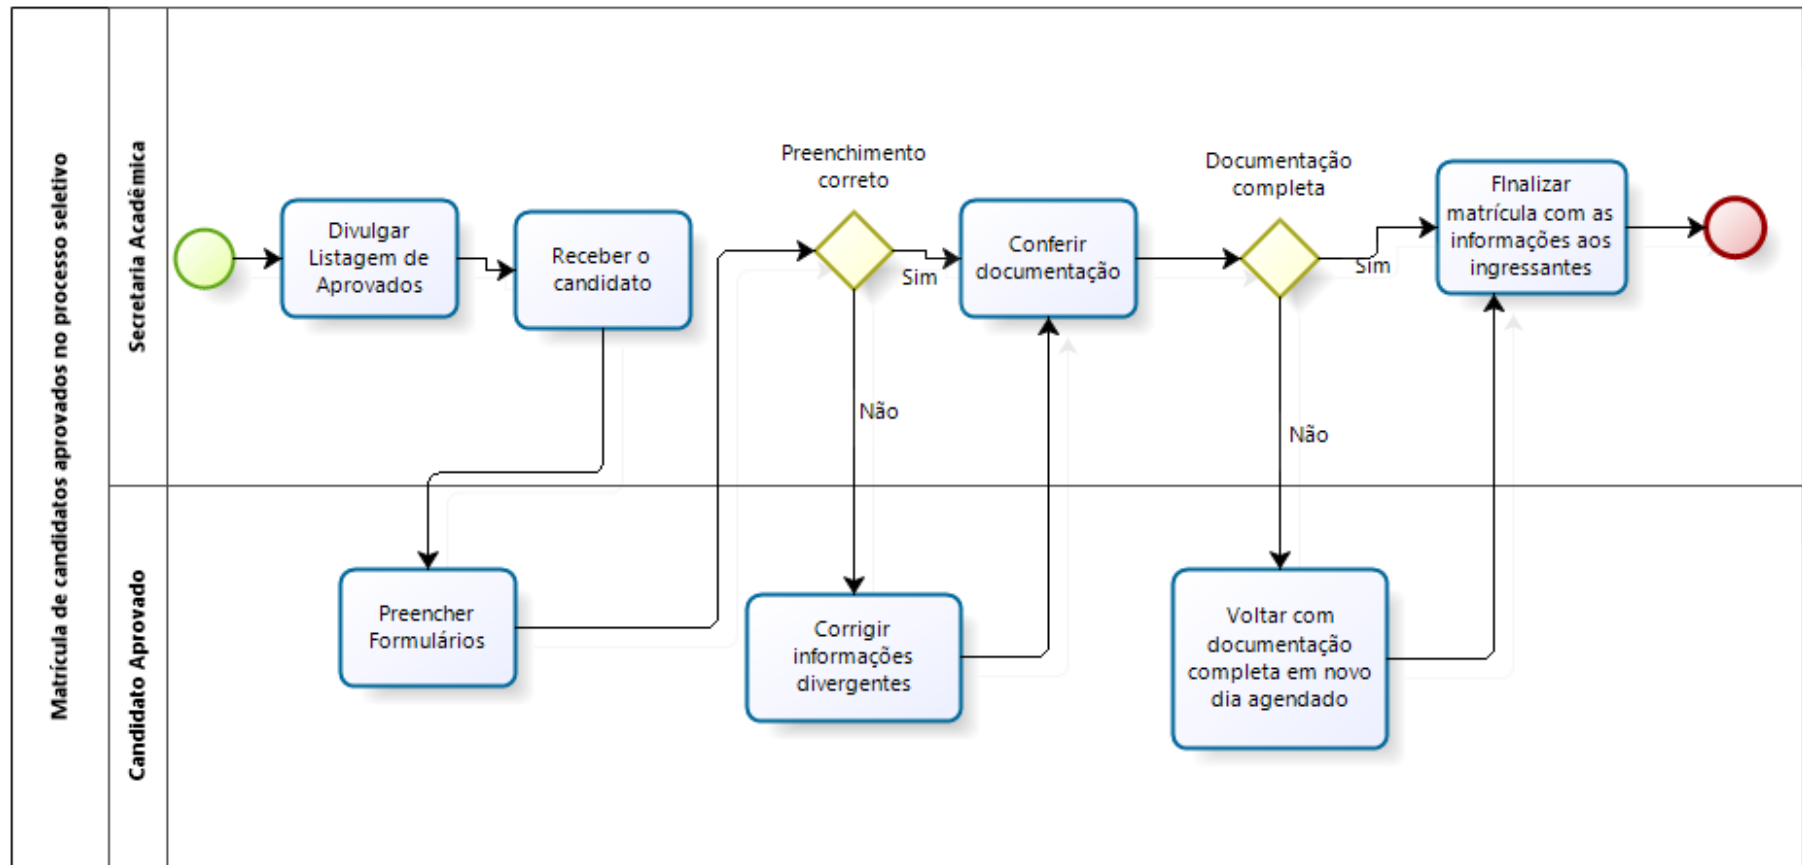 Matrícula de candidatos aprovados no processo seletivo
Secretaria Acadêmica
Divulgar
Listagem de
Aprovados
Receber o
candidato
Preenchimento
correto
Sim
Não
Conferir
documentação
Documentação
completa
Sim
Não
FInalizar
matrícula com as
informações aos
ingressantes
Candidato Aprovado
Preencher
Formulários
Corrigir
informações
divergentes
Voltar com
documentação
completa em novo
dia agendado